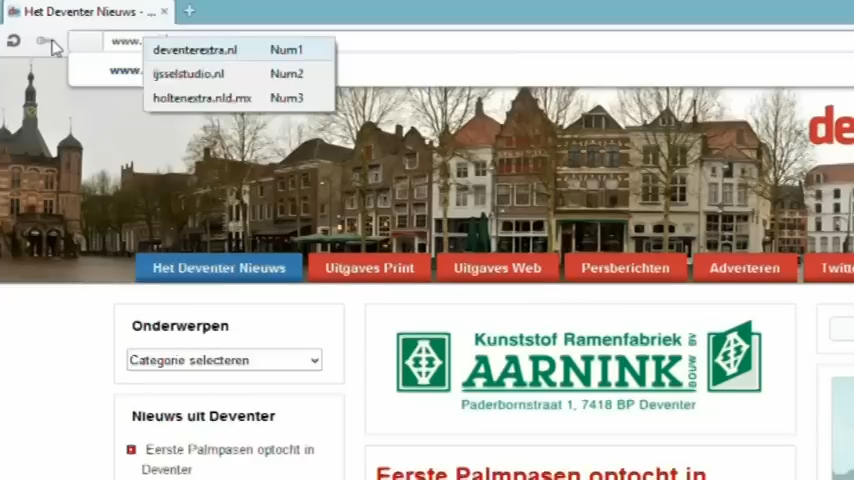 Het Deventer Nieuws - ...
www.
deventerextra.nl Num1
www.
ijsselstudio.nl Num2
holtenextra.nld.mx Num3
de
Het Deventer Nieuws
Uitgaves Print
Uitgaves Web
Persberichten
Adverteren
Twitt
Onderwerpen
Categorie selecteren
Nieuws uit Deventer
Eerste Palmpasen optocht in
Deventer
Kunststof Ramenfabriek
AARNINK
BOUW BV
Paderbornstraat 1, 7418 BP Deventer
Eerste Palmpasen optocht in